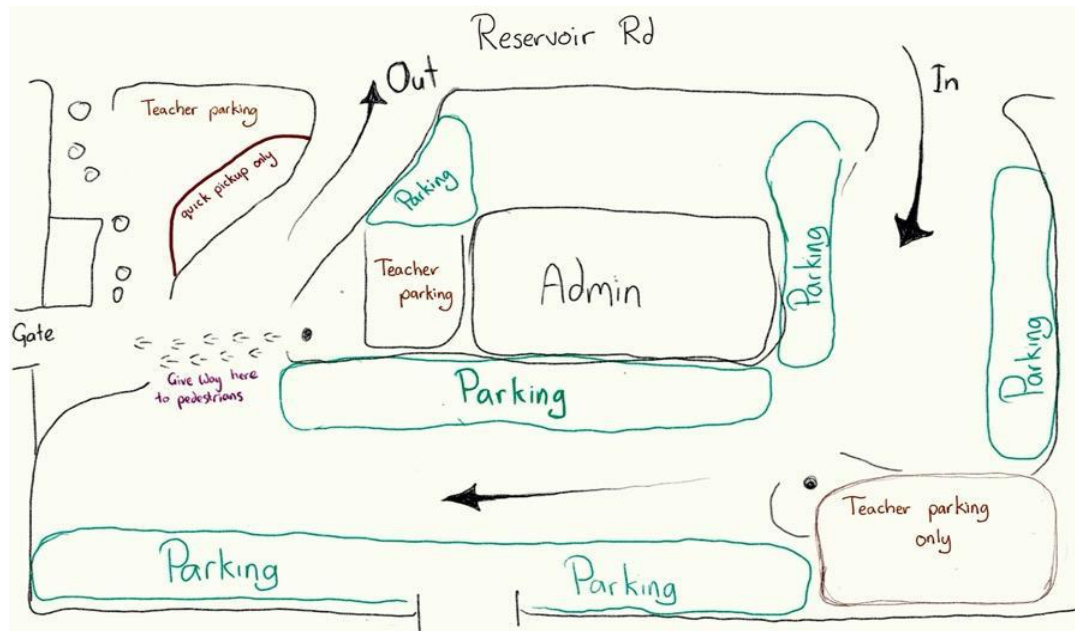 Reservoir Rd
Out
In
Teacher parking
quick pickup only
Parking
Teacher
parking
Admin
Parking
Parking
Gate
Give Way here
to pedestrians
Parking
Teacher parking
only
Parking
Parking